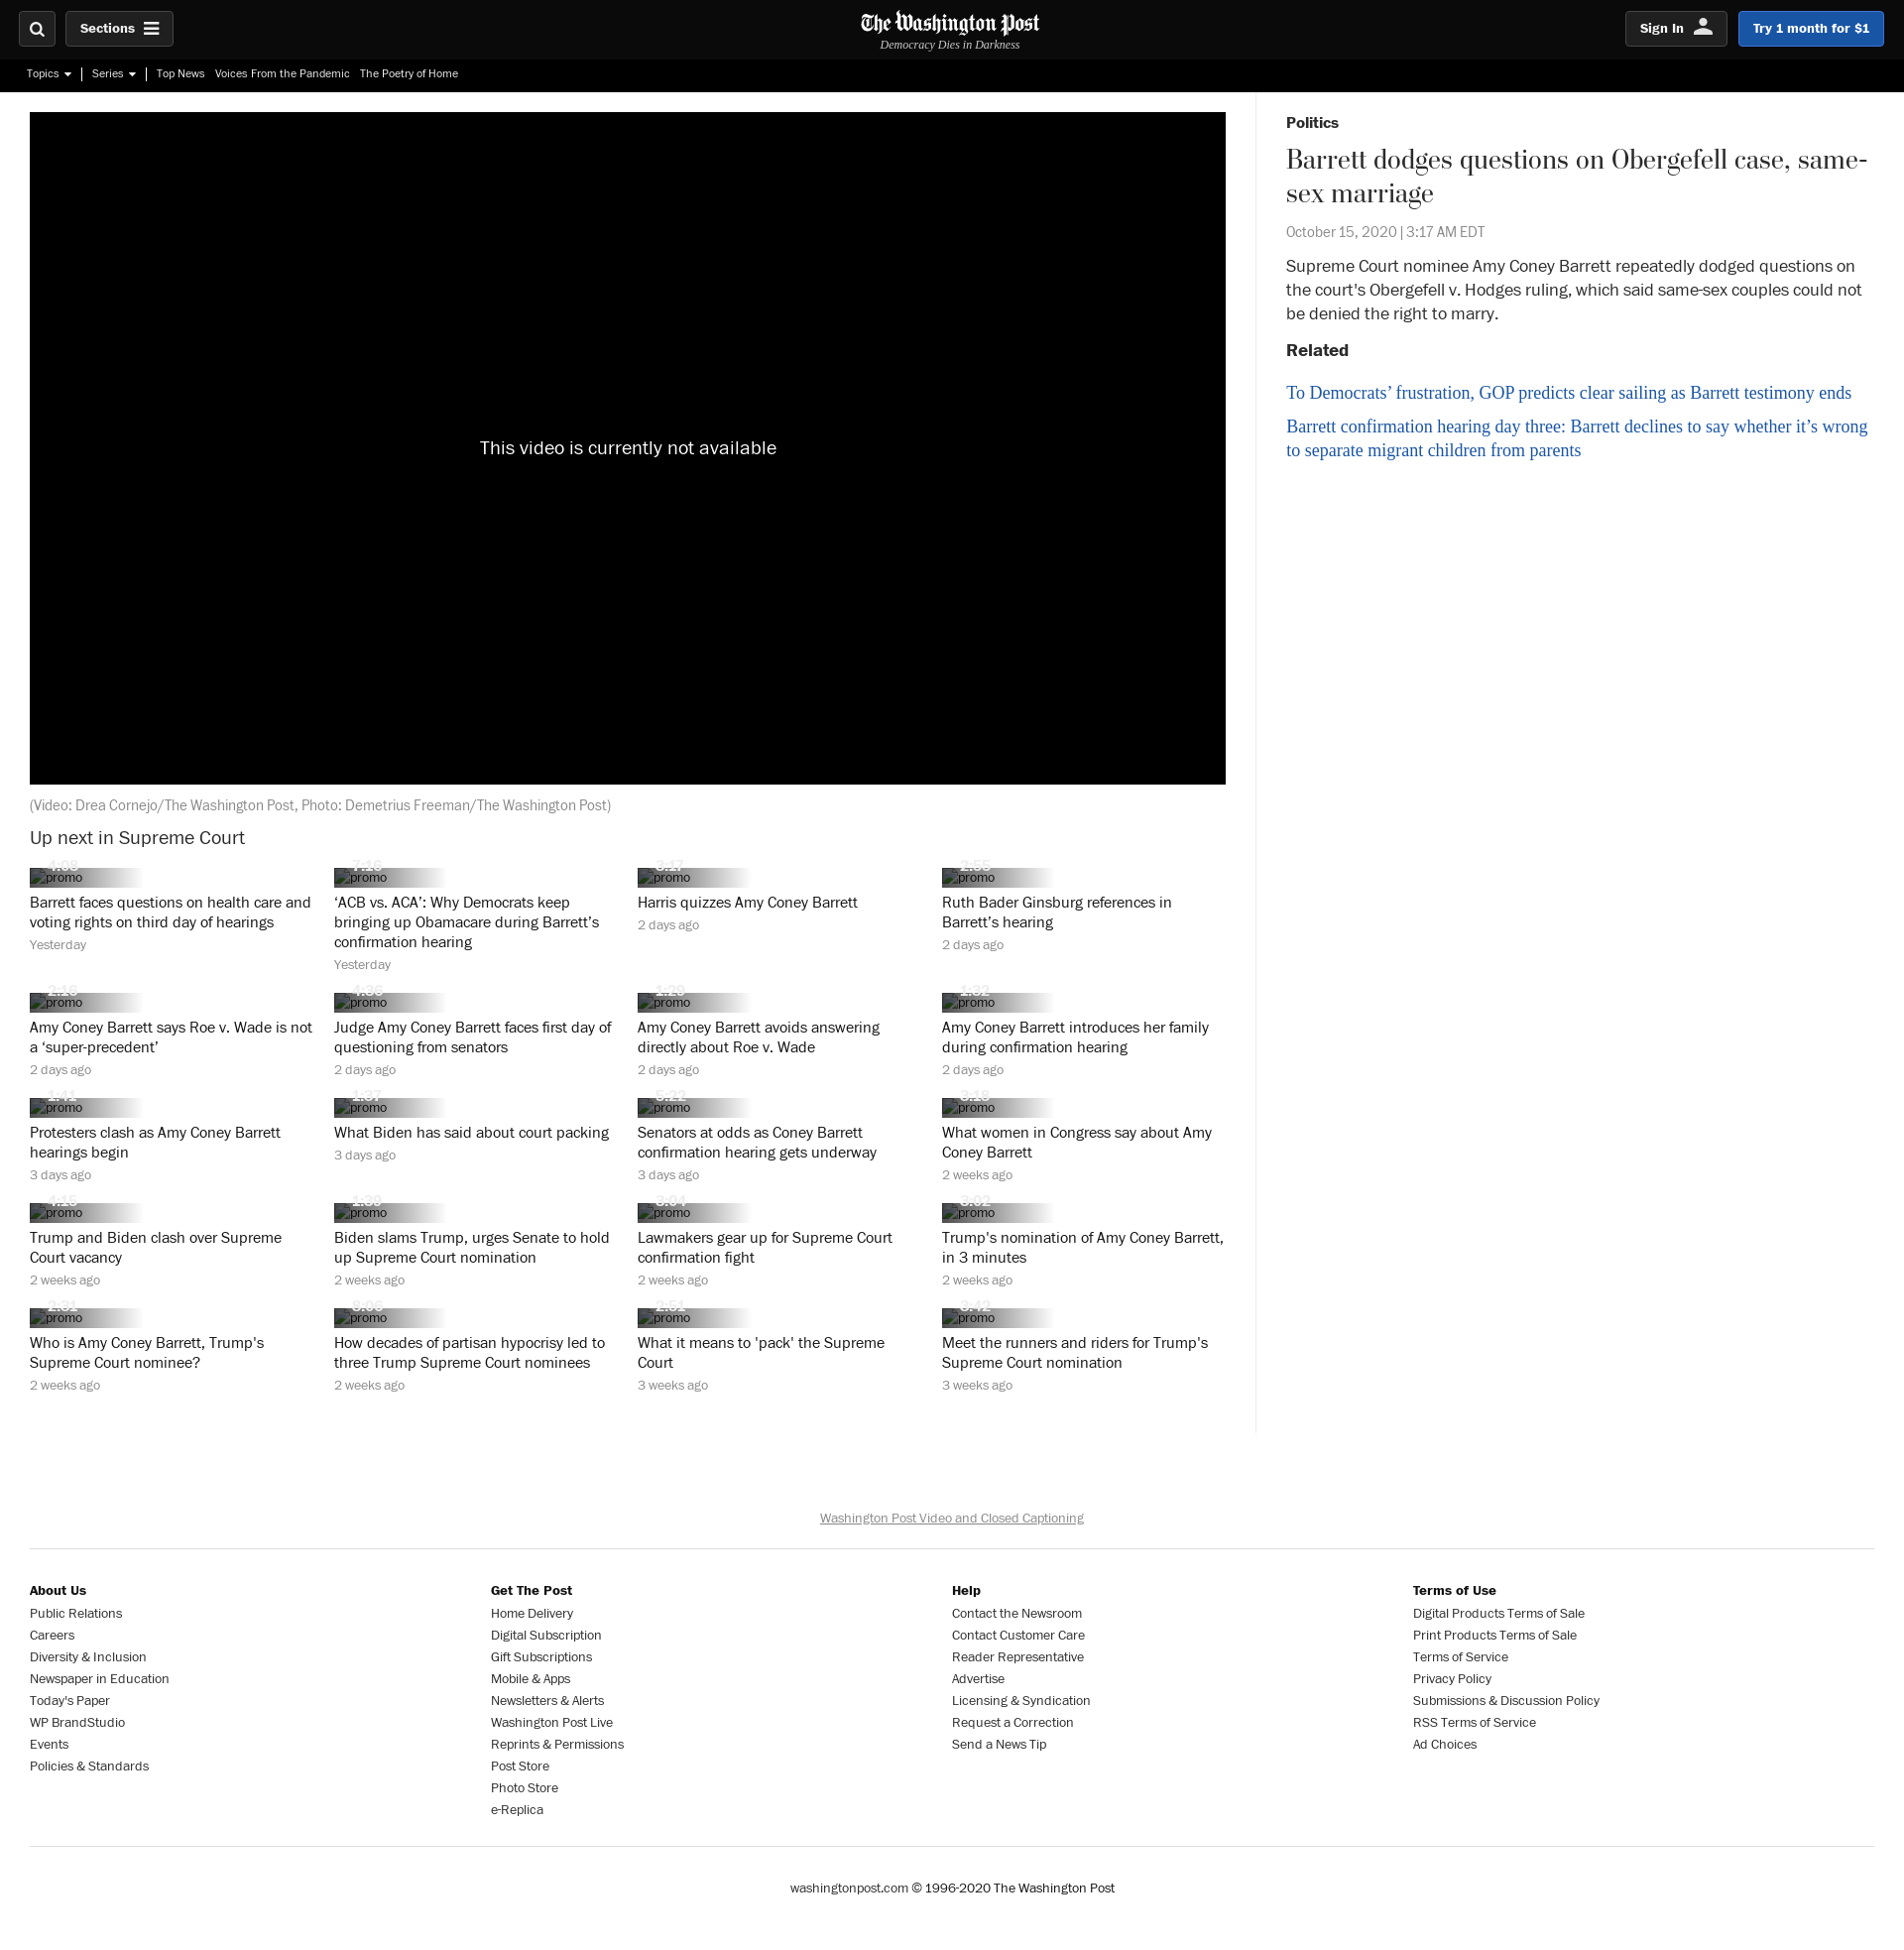 Sections
The Washington Post
Democracy Dies in Darkness
Sign In
Try 1 month for $1
Topics
Series
Top News
Voices From the Pandemic
The Poetry of Home
This video is currently not available
(Video: Drea Cornejo/The Washington Post, Photo: Demetrius Freeman/The Washington Post)
Politics
Barrett dodges questions on Obergefell case, same-
sex marriage
October 15, 2020 | 3:17 AM EDT
Supreme Court nominee Amy Coney Barrett repeatedly dodged questions on
the court's Obergefell v. Hodges ruling, which said same-sex couples could not
be denied the right to marry.
Related
To Democrats’ frustration, GOP predicts clear sailing as Barrett testimony ends
Barrett confirmation hearing day three: Barrett declines to say whether it’s wrong
to separate migrant children from parents
Up next in Supreme Court
4:08
promo
Barrett faces questions on health care and
voting rights on third day of hearings
Yesterday
7:16
promo
‘ACB vs. ACA’: Why Democrats keep
bringing up Obamacare during Barrett’s
confirmation hearing
Yesterday
3:17
promo
Harris quizzes Amy Coney Barrett
2 days ago
2:55
promo
Ruth Bader Ginsburg references in
Barrett’s hearing
2 days ago
2:16
promo
Amy Coney Barrett says Roe v. Wade is not
a ‘super-precedent’
2 days ago
4:36
promo
Judge Amy Coney Barrett faces first day of
questioning from senators
2 days ago
1:29
promo
Amy Coney Barrett avoids answering
directly about Roe v. Wade
2 days ago
1:32
promo
Amy Coney Barrett introduces her family
during confirmation hearing
2 days ago
1:41
promo
Protesters clash as Amy Coney Barrett
hearings begin
3 days ago
1:37
promo
What Biden has said about court packing
3 days ago
5:22
promo
Senators at odds as Coney Barrett
confirmation hearing gets underway
3 days ago
3:18
promo
What women in Congress say about Amy
Coney Barrett
2 weeks ago
4:15
promo
Trump and Biden clash over Supreme
Court vacancy
2 weeks ago
1:39
promo
Biden slams Trump, urges Senate to hold
up Supreme Court nomination
2 weeks ago
3:04
promo
Lawmakers gear up for Supreme Court
confirmation fight
2 weeks ago
3:02
promo
Trump's nomination of Amy Coney Barrett,
in 3 minutes
2 weeks ago
2:31
promo
Who is Amy Coney Barrett, Trump's
Supreme Court nominee?
2 weeks ago
8:06
promo
How decades of partisan hypocrisy led to
three Trump Supreme Court nominees
2 weeks ago
2:51
promo
What it means to 'pack' the Supreme
Court
3 weeks ago
3:42
promo
Meet the runners and riders for Trump's
Supreme Court nomination
3 weeks ago
Washington Post Video and Closed Captioning
About Us
Public Relations
Careers
Diversity & Inclusion
Newspaper in Education
Today's Paper
WP BrandStudio
Events
Policies & Standards
Get The Post
Home Delivery
Digital Subscription
Gift Subscriptions
Mobile & Apps
Newsletters & Alerts
Washington Post Live
Reprints & Permissions
Post Store
Photo Store
e-Replica
Help
Contact the Newsroom
Contact Customer Care
Reader Representative
Advertise
Licensing & Syndication
Request a Correction
Send a News Tip
Terms of Use
Digital Products Terms of Sale
Print Products Terms of Sale
Terms of Service
Privacy Policy
Submissions & Discussion Policy
RSS Terms of Service
Ad Choices
washingtonpost.com © 1996-2020 The Washington Post